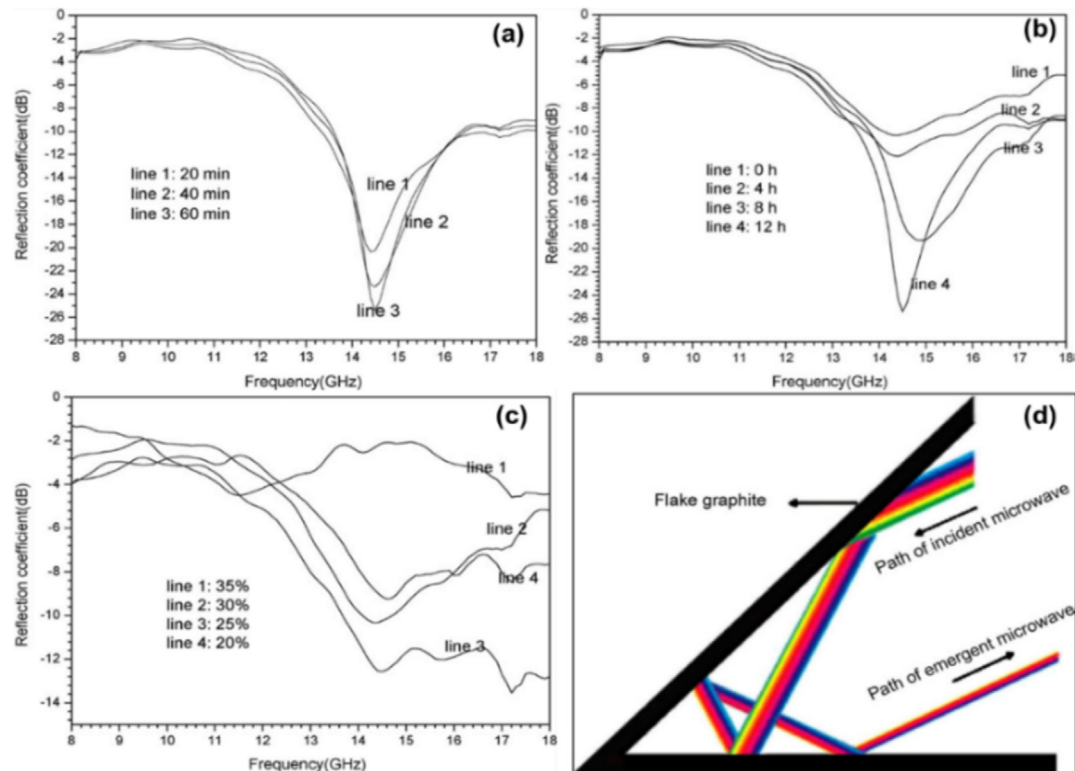 (a)
0
-2
-4
-6
-8
-10
-12
-14
-16
-18
-20
-22
-24
-26
-28
Reflection coefficient(dB)
line 1: 20 min
line 2: 40 min
line 3: 60 min
line 1
line 2
line 3
8 9 10 11 12 13 14 15 16 17 18
Frequency(GHz)
(b)
0
-2
-4
-6
-8
-10
-12
-14
-16
-18
-20
-22
-24
-26
-28
Reflection coefficient(dB)
line 1
line 2
line 3
line 1: 0 h
line 2: 4 h
line 3: 8 h
line 4: 12 h
line 4
8 9 10 11 12 13 14 15 16 17 18
Frequency(GHz)
(c)
0
-2
-4
-6
-8
-10
-12
-14
Reflection coefficient(dB)
line 1
line 2
line 4
line 3
line 1: 35%
line 2: 30%
line 3: 25%
line 4: 20%
8 9 10 11 12 13 14 15 16 17 18
Frequency(GHz)
(d)
Flake graphite
Path of incident microwave
Path of emergent microwave